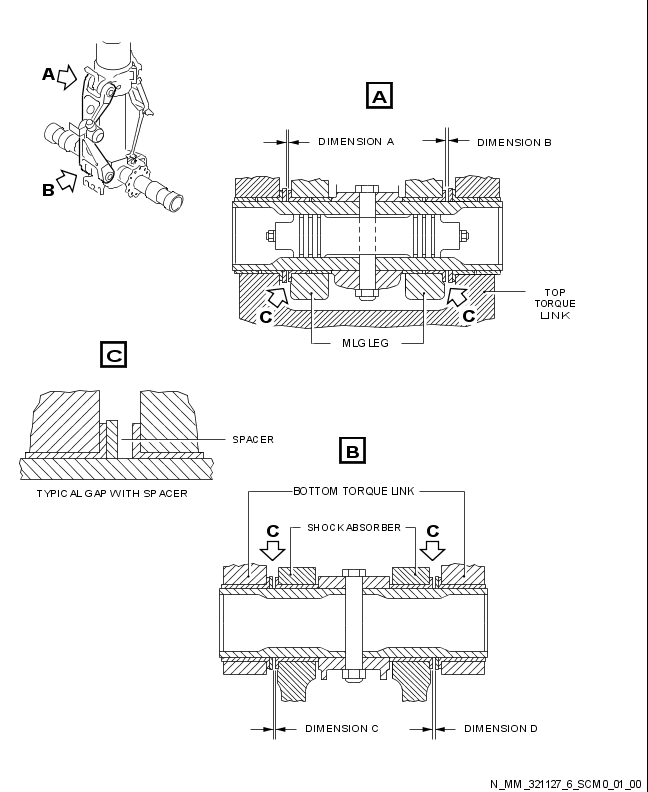 A
B
A
DIMENSION A
DIMENSION B
C
C
TOP
TORQUE
LINK
MLG LEG
C
SPACER
TYPICAL GAP WITH SPACER
B
BOTTOM TORQUE LINK
C
SHOCK ABSORBER
C
DIMENSION C
DIMENSION D
N_MM_321127_6_SCM0_01_00